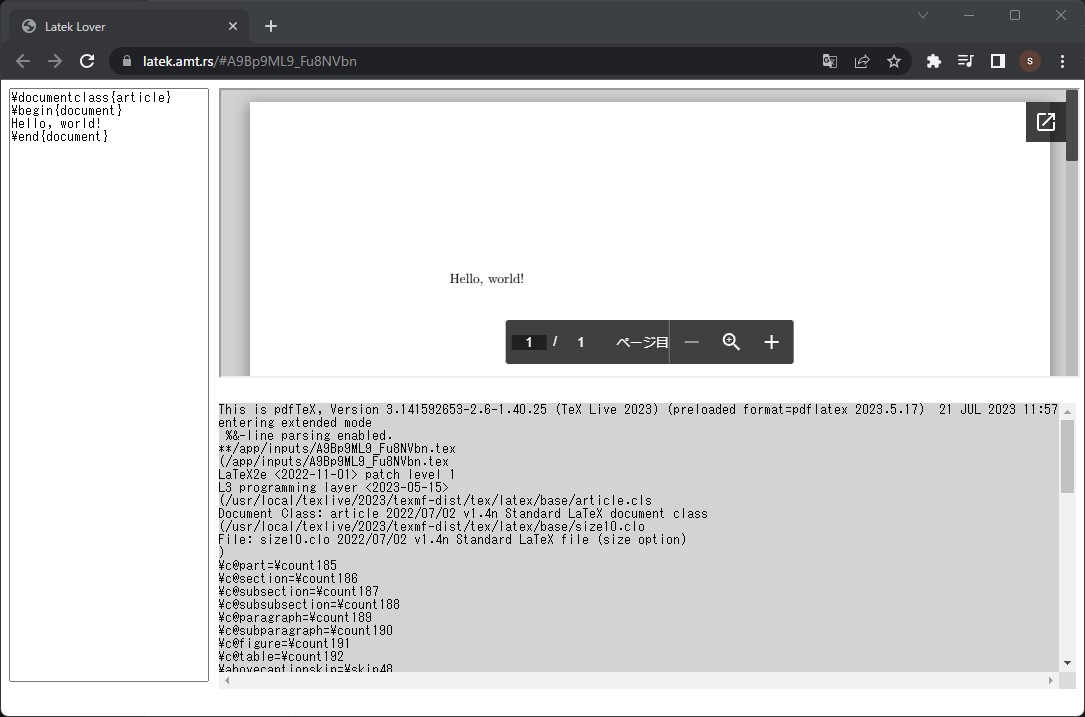 Latek Lover
latek.amt.rs/#A9Bp9ML9_Fu8NVbn
S
¥documentclass{article}
¥begin{document}
Hello, world!
¥end{document}
Hello, world!
1 / 1 ページ目
This is pdfTeX, Version 3.141592653-2.6-1.40.25 (TeX Live 2023) (preloaded format=pdflatex 2023.5.17)  21 JUL 2023 11:57
entering extended mode
 %&-line parsing enabled.
**/app/inputs/A9Bp9ML9_Fu8NVbn.tex
(/app/inputs/A9Bp9ML9_Fu8NVbn.tex
LaTeX2e <2022-11-01> patch level 1
L3 programming layer <2023-05-15>
(/usr/local/texlive/2023/texmf-dist/tex/latex/base/article.cls
Document Class: article 2022/07/02 v1.4n Standard LaTeX document class
(/usr/local/texlive/2023/texmf-dist/tex/latex/base/size10.clo
File: size10.clo 2022/07/02 v1.4n Standard LaTeX file (size option)
)
¥c@part=¥count185
¥c@section=¥count186
¥c@subsection=¥count187
¥c@subsubsection=¥count188
¥c@paragraph=¥count189
¥c@subparagraph=¥count190
¥c@figure=¥count191
¥c@table=¥count192
¥abovecaptionskip=¥skip48